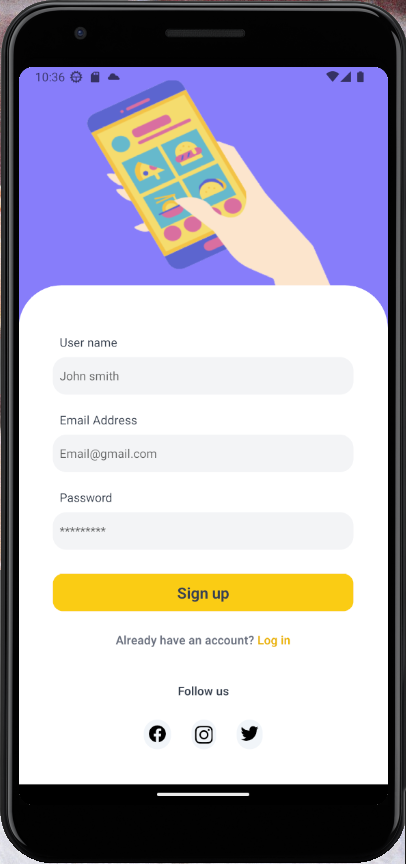 10:36
User name
John smith
Email Address
Email@gmail.com
Password
*********
Sign up
Already have an account? Log in
Follow us